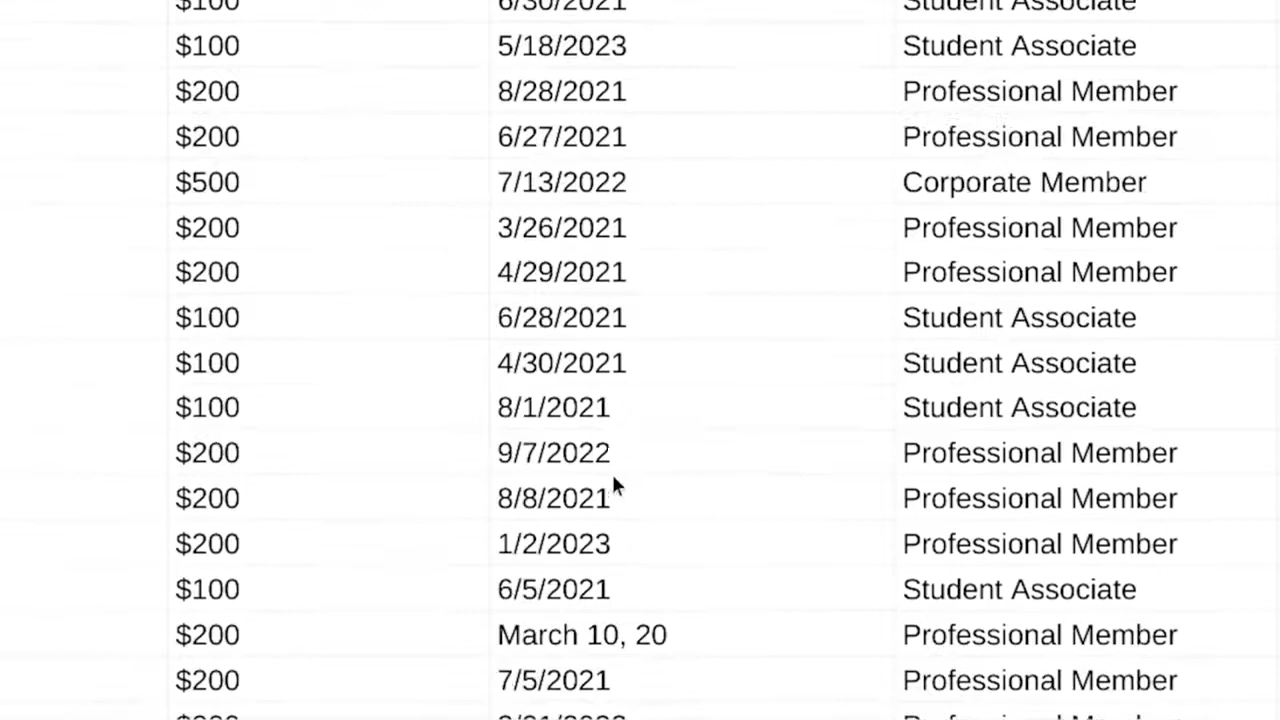 $100 6/30/2021 Student Associate
$100 5/18/2023 Student Associate
$200 8/28/2021 Professional Member
$200 6/27/2021 Professional Member
$500 7/13/2022 Corporate Member
$200 3/26/2021 Professional Member
$200 4/29/2021 Professional Member
$100 6/28/2021 Student Associate
$100 4/30/2021 Student Associate
$100 8/1/2021 Student Associate
$200 9/7/2022 Professional Member
$200 8/8/2021 Professional Member
$200 1/2/2023 Professional Member
$100 6/5/2021 Student Associate
$200 March 10, 20 Professional Member
$200 7/5/2021 Professional Member